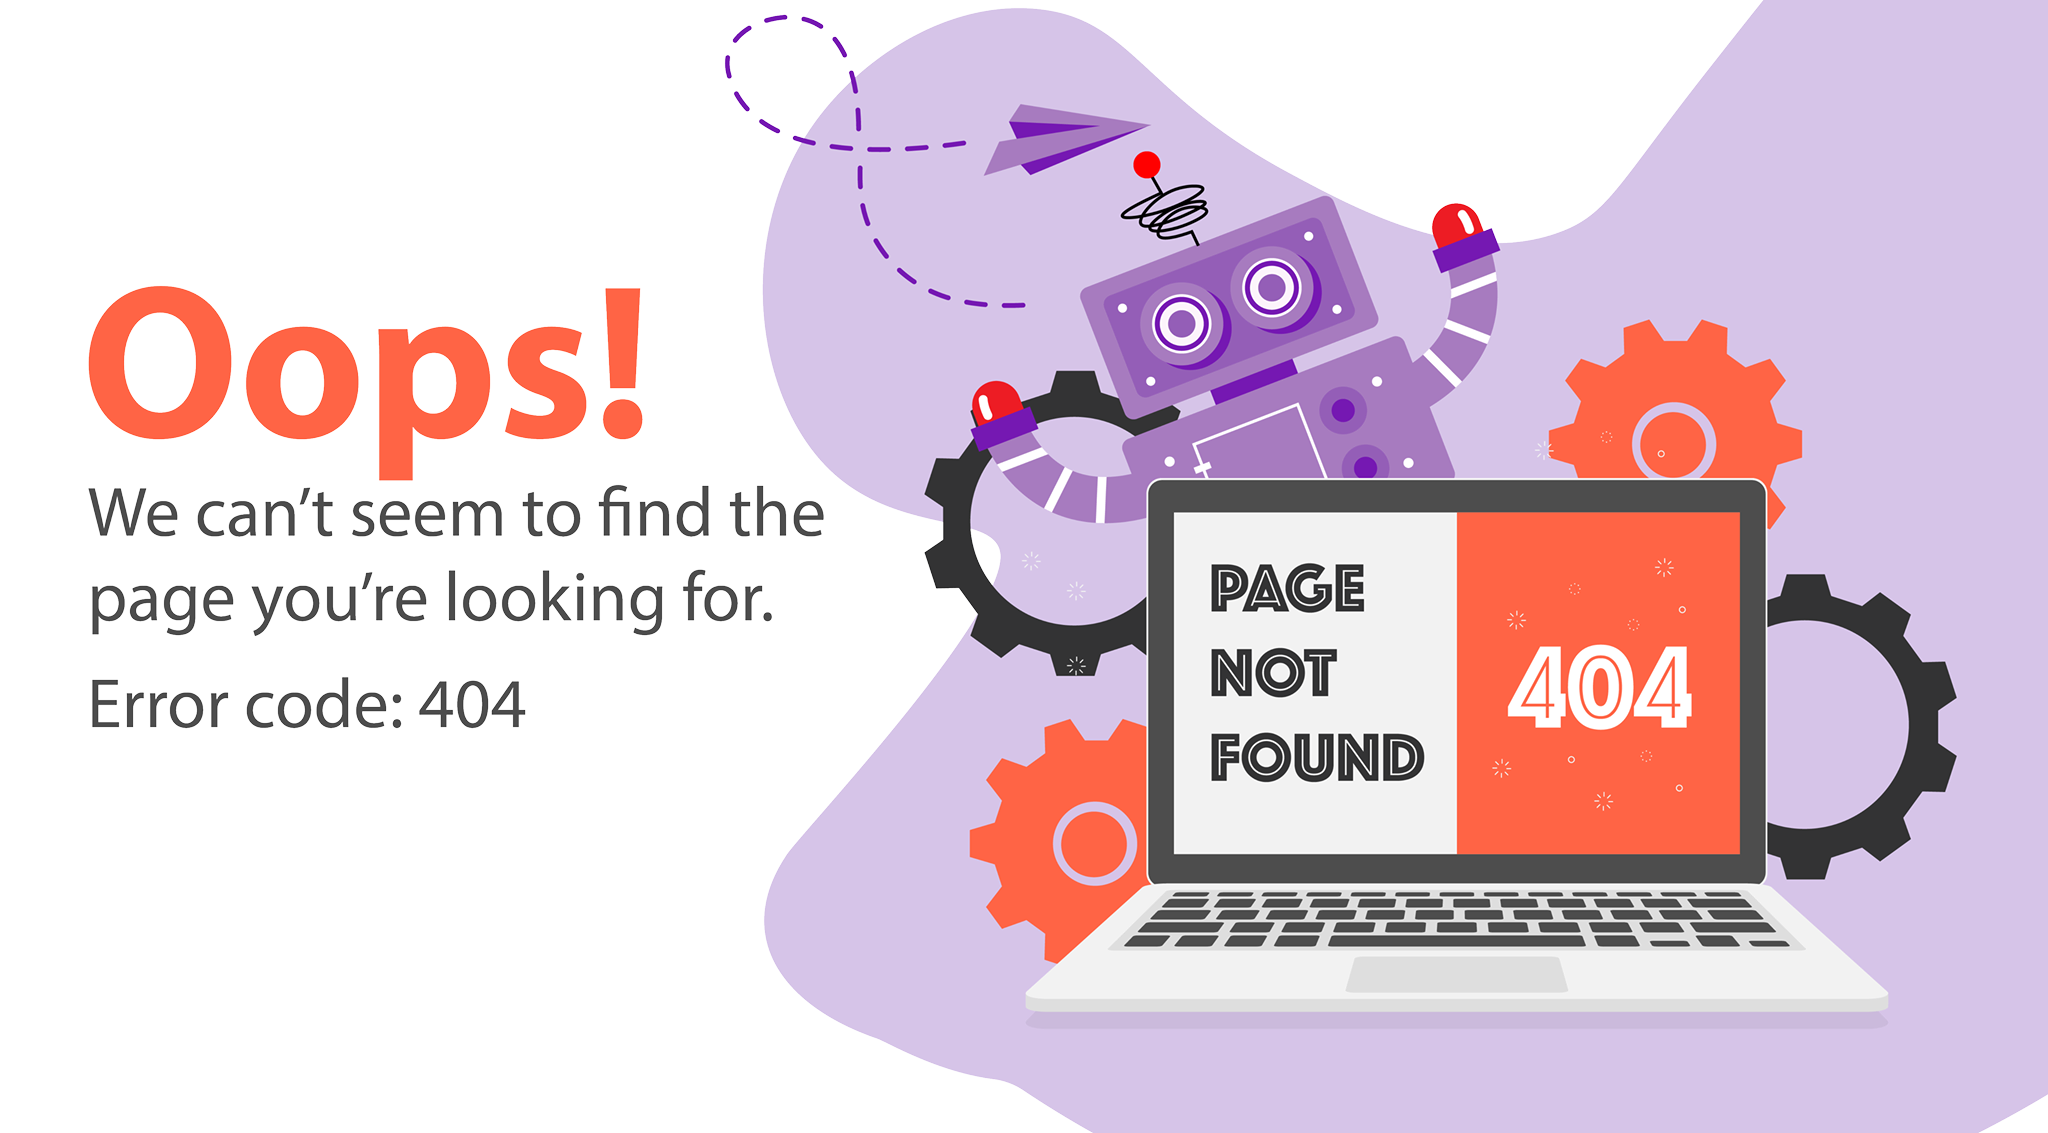 Oops!
We can’t seem to find the
page you’re looking for.
Error code: 404
PAGE
NOT
FOUND
404